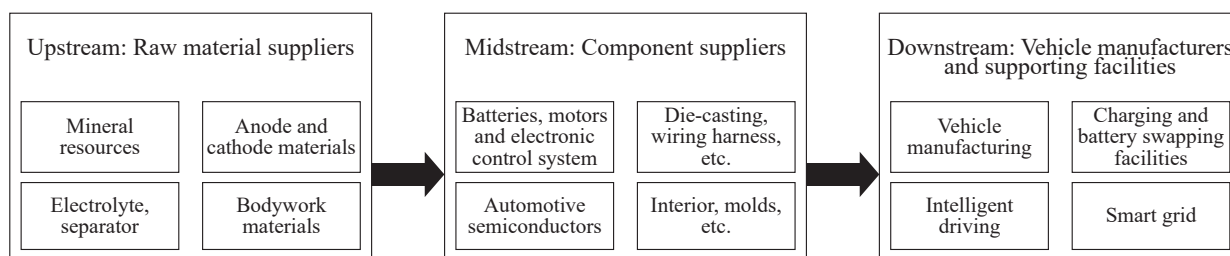 Upstream: Raw material suppliers
Mineral
resources
Anode and
cathode materials
Electrolyte,
separator
Bodywork
materials
Midstream: Component suppliers
Batteries, motors
and electronic
control system
Die-casting,
wiring harness,
etc.
Automotive
semiconductors
Interior, molds,
etc.
Downstream: Vehicle manufacturers
and supporting facilities
Vehicle
manufacturing
Charging and
battery swapping
facilities
Intelligent
driving
Smart grid